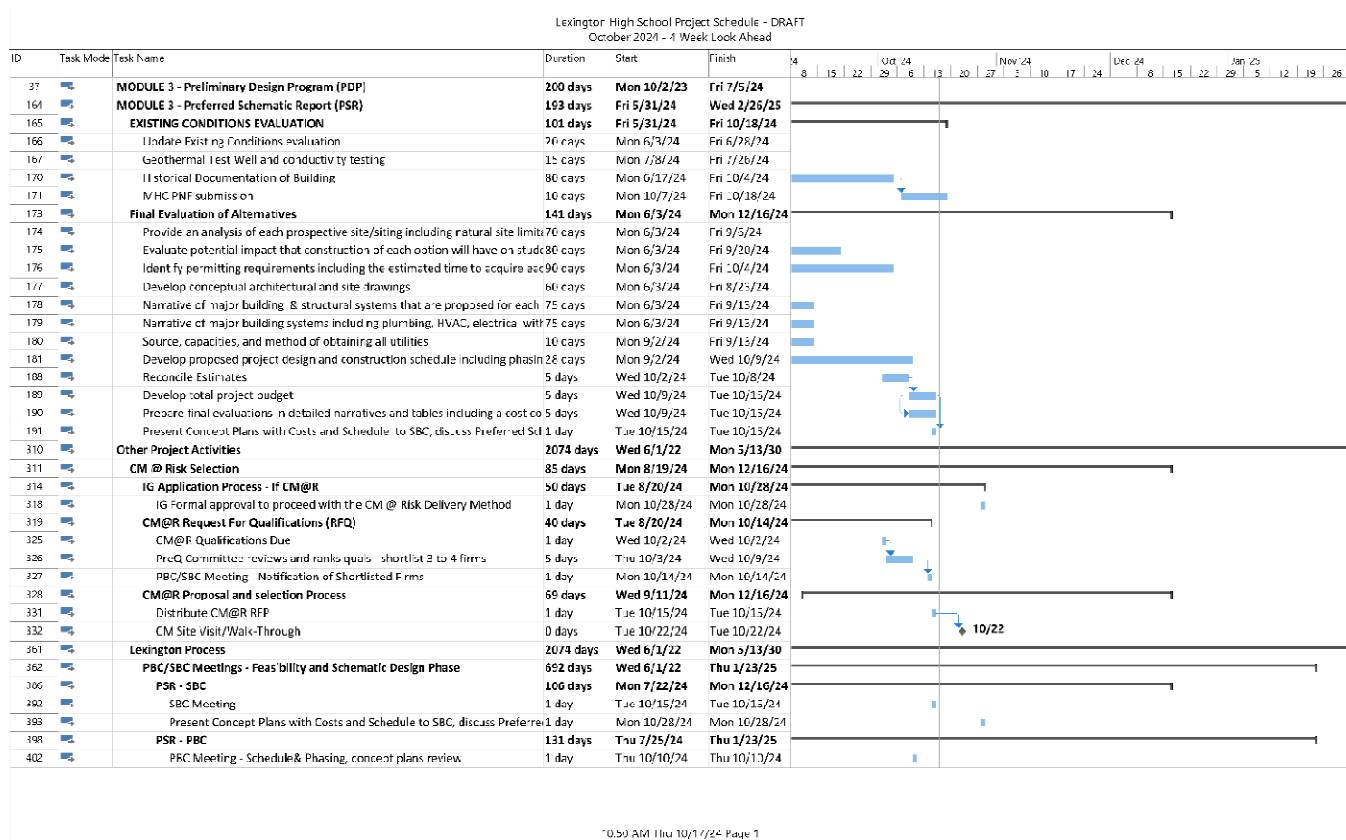 Lexington High School Project Schedule - DRAFT
October 2024 - 4 Week Look Ahead
ID Task Mode Task Name Duration Start Finish 24 Oct '24 Nov '24 Dec '24 Jan '25
8 15 22 29 6 13 20 27 3 10 17 24 8 15 22 29 5 12 19 26
37 MODULE 3 - Preliminary Design Program (PDP) 200 days Mon 10/2/23 Fri 7/5/24
164 MODULE 3 - Preferred Schematic Report (PSR) 193 days Fri 5/31/24 Wed 2/26/25
165 EXISTING CONDITIONS EVALUATION 101 days Fri 5/31/24 Fri 10/18/24
166 Update Existing Conditions evaluation 20 days Mon 6/3/24 Fri 6/28/24
167 Geothermal Test Well and conductivity testing 15 days Mon 7/8/24 Fri 7/26/24
170 Historical Documentation of Building 80 days Mon 6/17/24 Fri 10/4/24
171 MHC PNF submission 10 days Mon 10/7/24 Fri 10/18/24
173 Final Evaluation of Alternatives 141 days Mon 6/3/24 Mon 12/16/24
174 Provide an analysis of each prospective site/siting including natural site limita 70 days Mon 6/3/24 Fri 9/6/24
175 Evaluate potential impact that construction of each option will have on stude 80 days Mon 6/3/24 Fri 9/20/24
176 Identify permitting requirements including the estimated time to acquire eac 90 days Mon 6/3/24 Fri 10/4/24
177 Develop conceptual architectural and site drawings 60 days Mon 6/3/24 Fri 8/23/24
178 Narrative of major building & structural systems that are proposed for each 75 days Mon 6/3/24 Fri 9/13/24
179 Narrative of major building systems including plumbing, HVAC, electrical with 75 days Mon 6/3/24 Fri 9/13/24
180 Source, capacities, and method of obtaining all utilities 10 days Mon 9/2/24 Fri 9/13/24
181 Develop proposed project design and construction schedule including phasin 28 days Mon 9/2/24 Wed 10/9/24
188 Reconcile Estimates 5 days Wed 10/2/24 Tue 10/8/24
189 Develop total project budget 5 days Wed 10/9/24 Tue 10/15/24
190 Prepare final evaluations in detailed narratives and tables including a cost co 5 days Wed 10/9/24 Tue 10/15/24
191 Present Concept Plans with Costs and Schedule to SBC, discuss Preferred Scl 1 day Tue 10/15/24 Tue 10/15/24
310 Other Project Activities 2074 days Wed 6/1/22 Mon 5/13/30
311 CM @ Risk Selection 85 days Mon 8/19/24 Mon 12/16/24
314 IG Application Process - If CM@R 50 days Tue 8/20/24 Mon 10/28/24
318 IG Formal approval to proceed with the CM @ Risk Delivery Method 1 day Mon 10/28/24 Mon 10/28/24
319 CM@R Request For Qualifications (RFQ) 40 days Tue 8/20/24 Mon 10/14/24
325 CM@R Qualifications Due 1 day Wed 10/2/24 Wed 10/2/24
326 PreQ Committee reviews and ranks quals - shortlist 3 to 4 firms 5 days Thu 10/3/24 Wed 10/9/24
327 PBC/SBC Meeting - Notification of Shortlisted Firms 1 day Mon 10/14/24 Mon 10/14/24
328 CM@R Proposal and selection Process 69 days Wed 9/11/24 Mon 12/16/24
331 Distribute CM@R RFP 1 day Tue 10/15/24 Tue 10/15/24
332 CM Site Visit/Walk-Through 0 days Tue 10/22/24 Tue 10/22/24 10/22
361 Lexington Process 2074 days Wed 6/1/22 Mon 5/13/30
362 PBC/SBC Meetings - Feasibility and Schematic Design Phase 692 days Wed 6/1/22 Thu 1/23/25
386 PSR - SBC 106 days Mon 7/22/24 Mon 12/16/24
392 SBC Meeting 1 day Tue 10/15/24 Tue 10/15/24
393 Present Concept Plans with Costs and Schedule to SBC, discuss Preferre 1 day Mon 10/28/24 Mon 10/28/24
398 PSR - PBC 131 days Thu 7/25/24 Thu 1/23/25
402 PBC Meeting - Schedule& Phasing, concept plans review 1 day Thu 10/10/24 Thu 10/10/24
10:50 AM Thu 10/17/24 Page 1